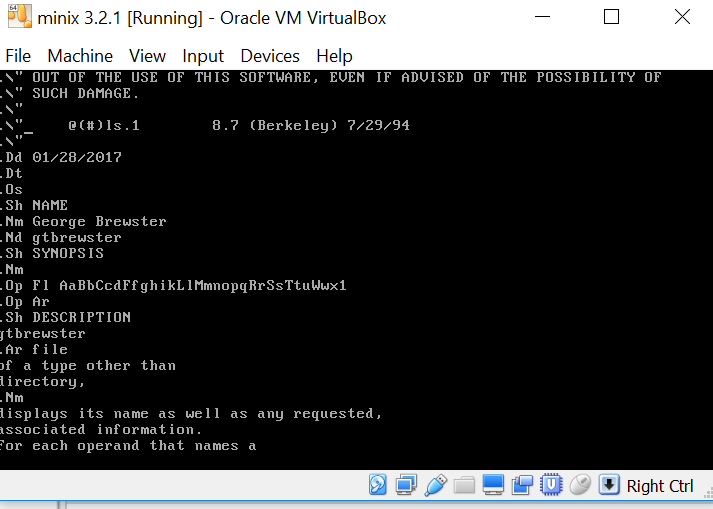 minix 3.2.1 [Running] - Oracle VM VirtualBox
File Machine View Input Devices Help
.\" OUT OF THE USE OF THIS SOFTWARE, EVEN IF ADVISED OF THE POSSIBILITY OF
.\" SUCH DAMAGE.
.\"
.\"_ @(#)ls.1 8.7 (Berkeley) 7/29/94
.\"
.Dd 01/28/2017
.Dt
.Os
.Sh NAME
.Nm George Brewster
.Nd gtbrewster
.Sh SYNOPSIS
.Nm
.Op Fl AaBbCcdFfghikLlMmnopqRrSsTtuWwx1
.Op Ar
.Sh DESCRIPTION
gtbrewster
.Ar file
of a type other than
directory,
.Nm
displays its name as well as any requested,
associated information.
For each operand that names a
Right Ctrl